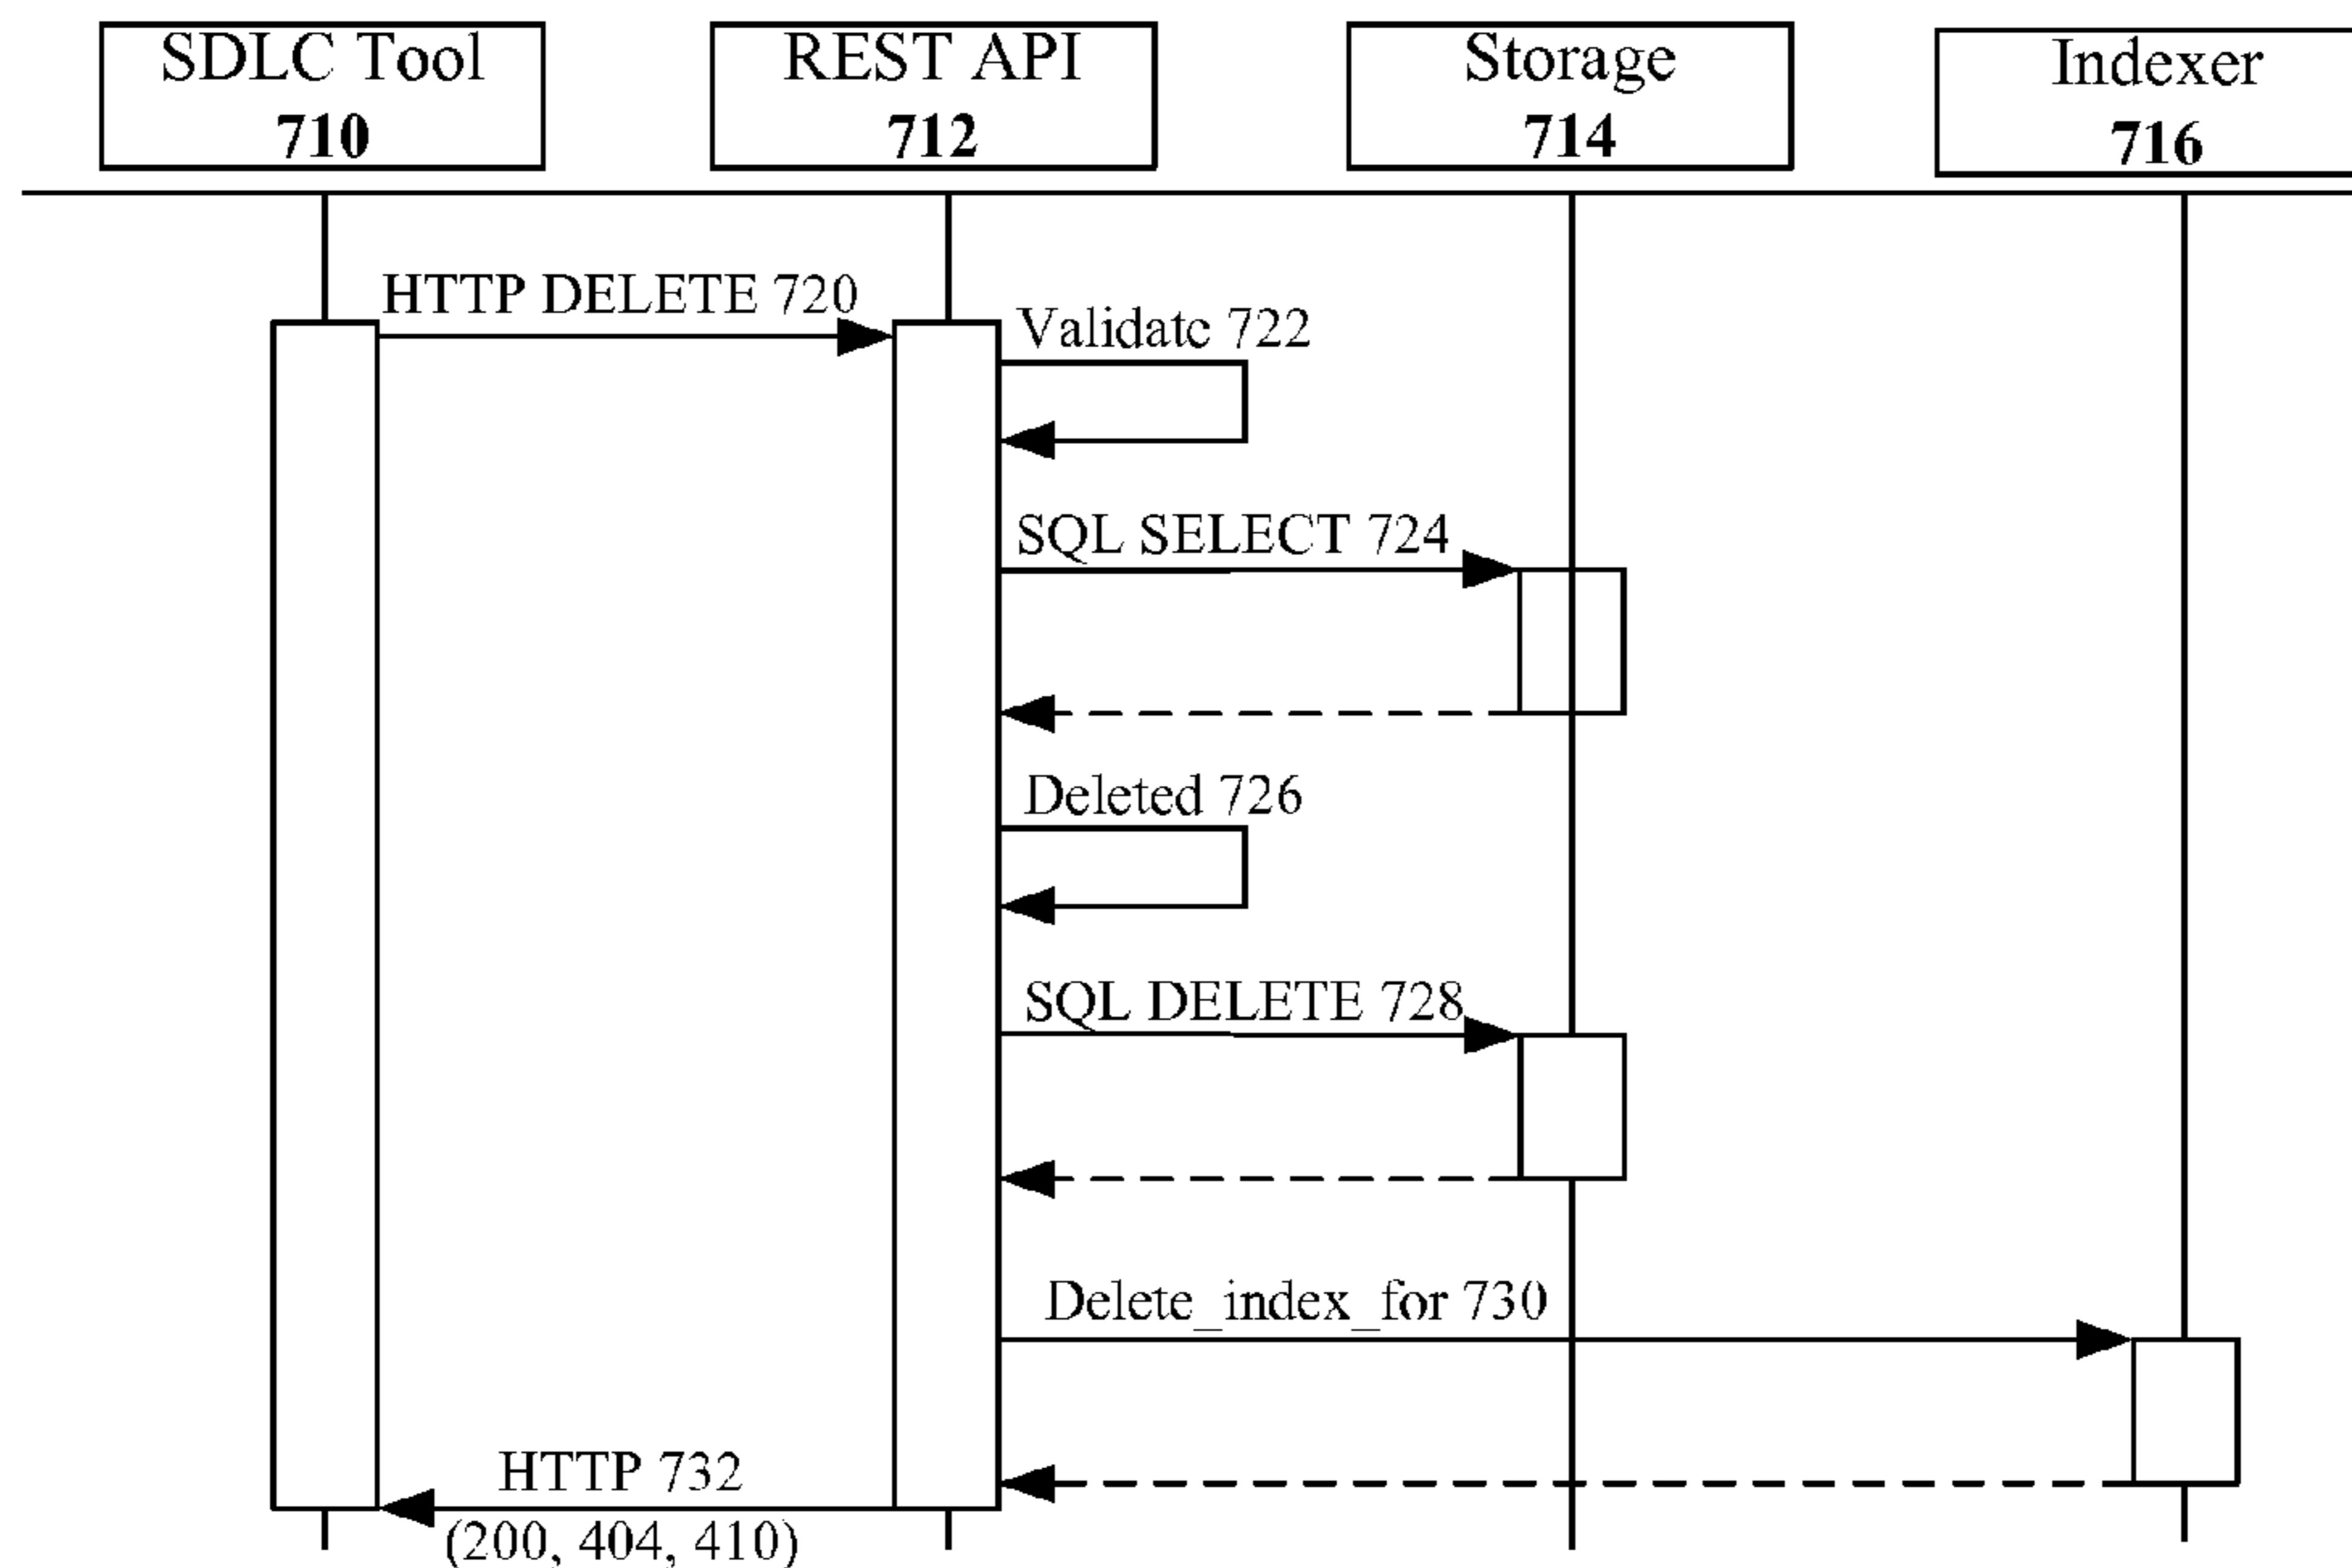 SDLC Tool
710
REST API
712
Storage
714
Indexer
716
HTTP DELETE 720
Validate 722
SQL SELECT 724
Deleted 726
SQL DELETE 728
Delete_index_for 730
HTTP 732
(200, 404, 410)